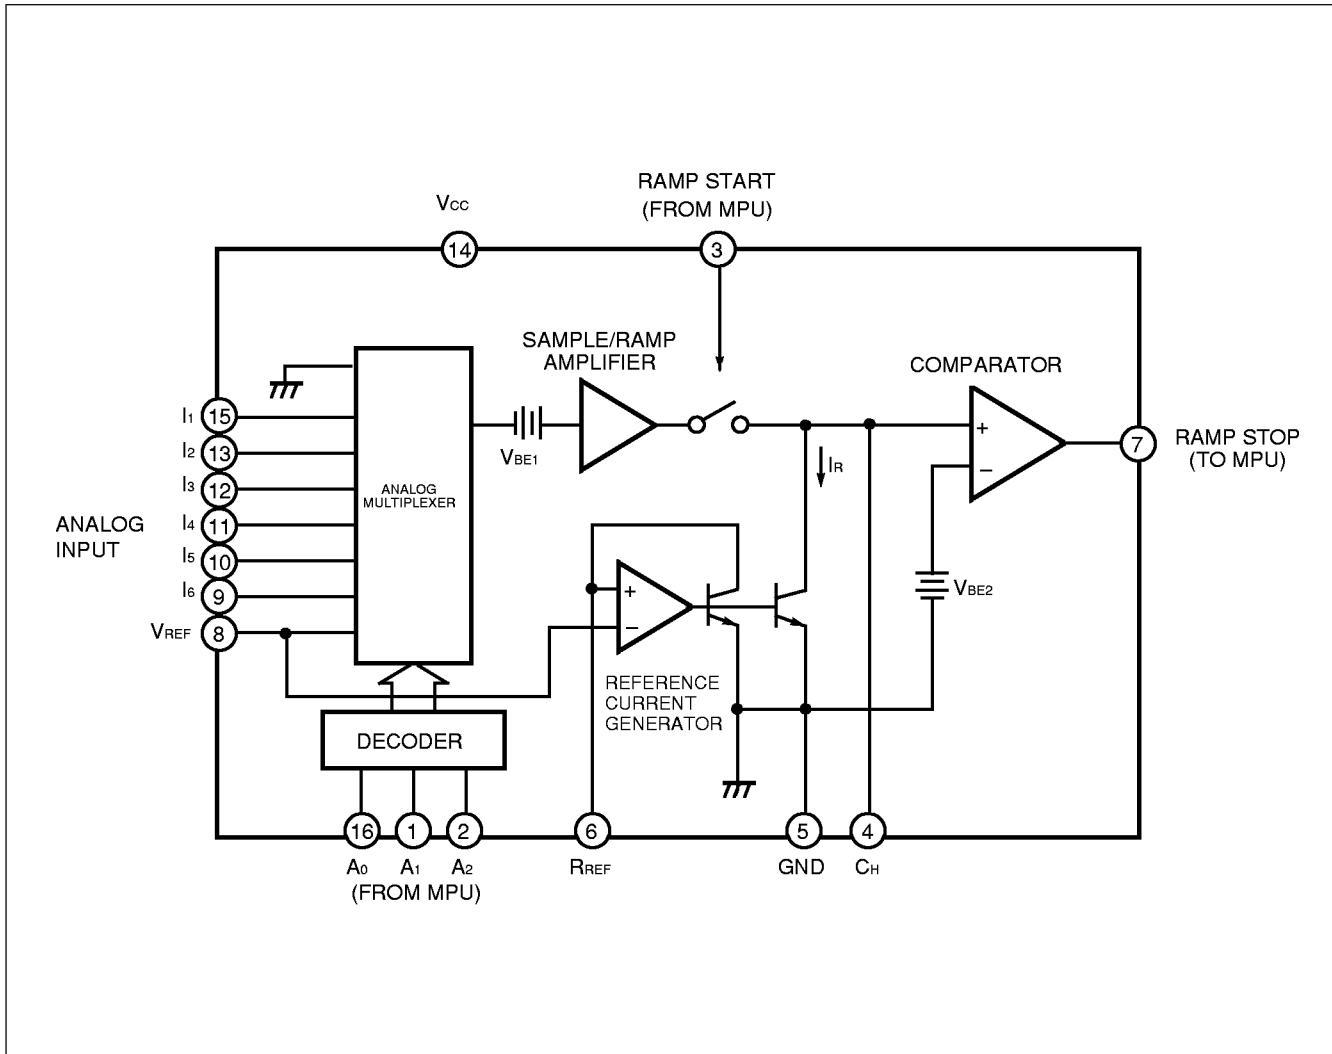 RAMP START
(FROM MPU)
VCC
14
3
SAMPLE/RAMP
AMPLIFIER
COMPARATOR
I1 15
I2 13
I3 12
I4 11
I5 10
I6 9
VREF 8
ANALOG
INPUT
ANALOG
MULTIPLEXER
VBE1
IR
+
−
7
RAMP STOP
(TO MPU)
+
−
VBE2
REFERENCE
CURRENT
GENERATOR
DECODER
16 1 2 6 5 4
A0 A1 A2 RREF GND CH
(FROM MPU)